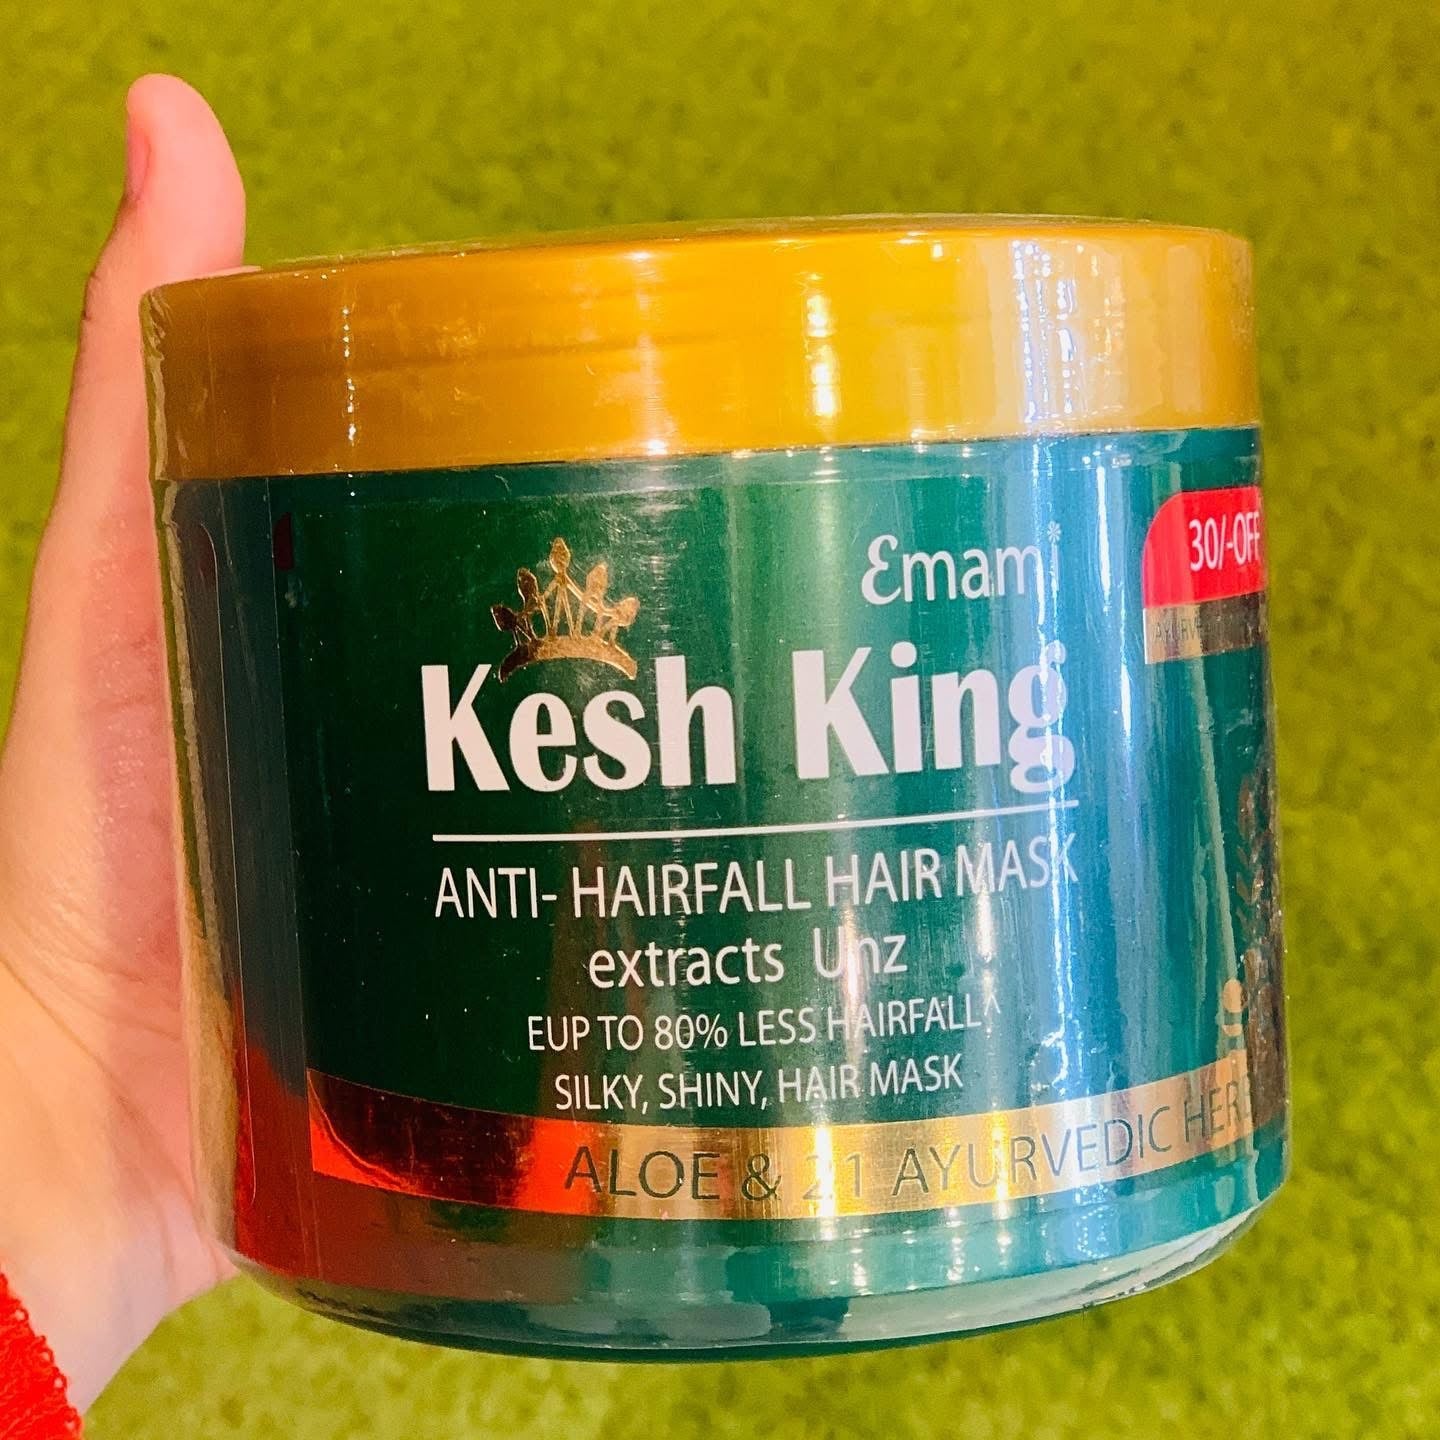 Emami
30/-OFF
Kesh King
ANTI- HAIRFALL HAIR MASK
extracts Unz
EUP TO 80% LESS HAIRFALL^
SILKY, SHINY, HAIR MASK
ALOE & 21 AYURVEDIC HERB